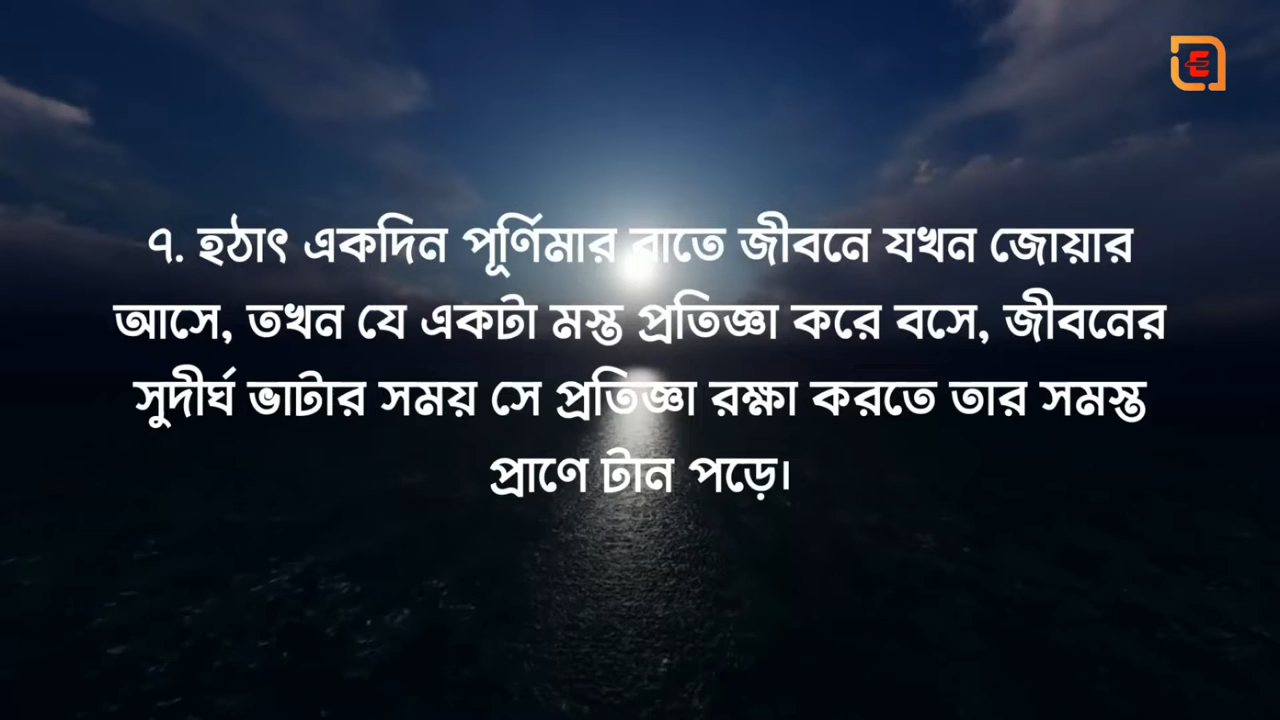 ৭. হঠাৎ একদিন পূর্ণিমার রাতে জীবনে যখন জোয়ার
আসে, তখন যে একটা মস্ত প্রতিজ্ঞা করে বসে, জীবনের
সুদীর্ঘ ভাটার সময় সে প্রতিজ্ঞা রক্ষা করতে তার সমস্ত
প্রাণে টান পড়ে।